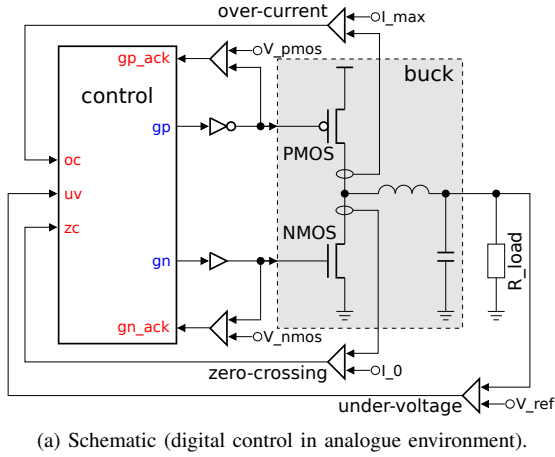 over-current
I_max
gp_ack
V_pmos
buck
control
gp
PMOS
oc
uv
zc
NMOS
gn
R_load
gn_ack
V_nmos
zero-crossing
I_0
under-voltage
V_ref
(a) Schematic (digital control in analogue environment).